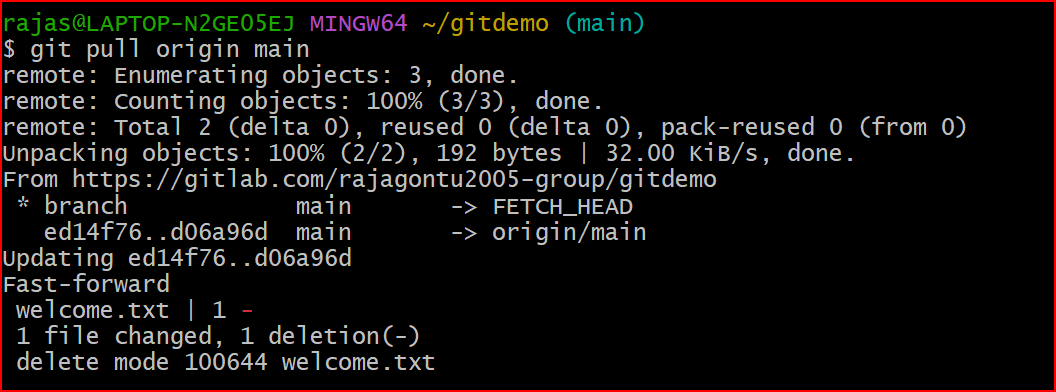 rajas@LAPTOP-N2GEO5EJ MINGW64 ~/gitdemo (main)
$ git pull origin main
remote: Enumerating objects: 3, done.
remote: Counting objects: 100% (3/3), done.
remote: Total 2 (delta 0), reused 0 (delta 0), pack-reused 0 (from 0)
Unpacking objects: 100% (2/2), 192 bytes | 32.00 KiB/s, done.
From https://gitlab.com/rajagontu2005-group/gitdemo
 * branch            main       -> FETCH_HEAD
   ed14f76..d06a96d  main       -> origin/main
Updating ed14f76..d06a96d
Fast-forward
 welcome.txt | 1 -
 1 file changed, 1 deletion(-)
 delete mode 100644 welcome.txt